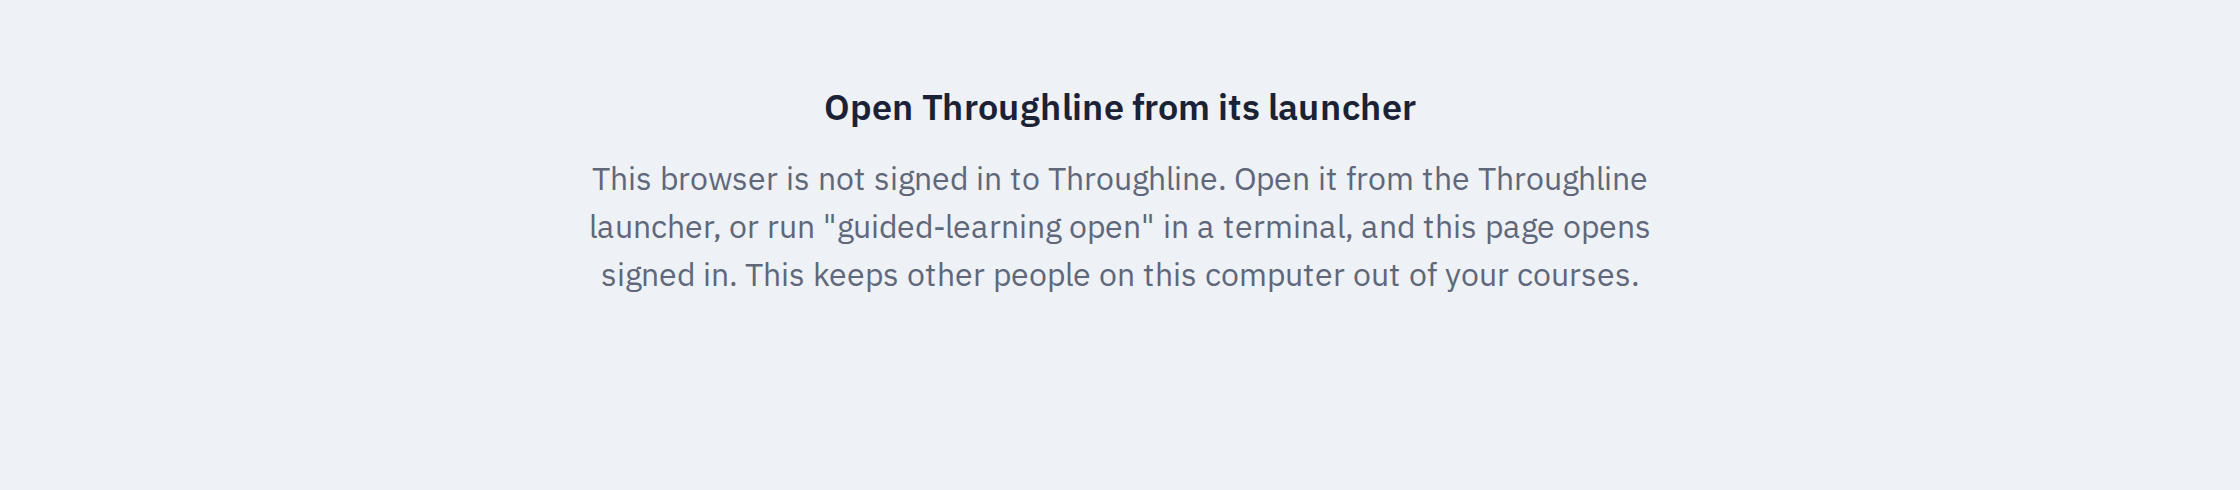 Open Throughline from its launcher
This browser is not signed in to Throughline. Open it from the Throughline
launcher, or run "guided-learning open" in a terminal, and this page opens
signed in. This keeps other people on this computer out of your courses.